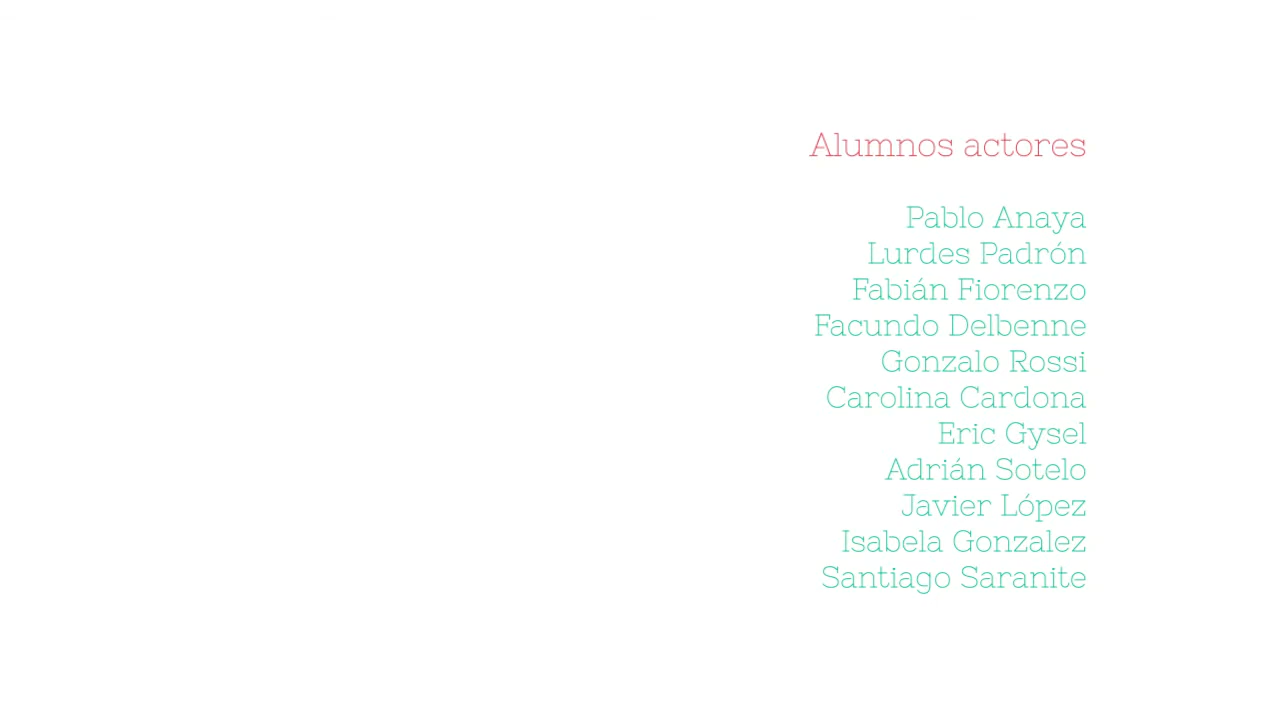 Alumnos actores
Pablo Anaya
Lurdes Padrón
Fabián Fiorenzo
Facundo Delbenne
Gonzalo Rossi
Carolina Cardona
Eric Gysel
Adrián Sotelo
Javier López
Isabela Gonzalez
Santiago Saranite